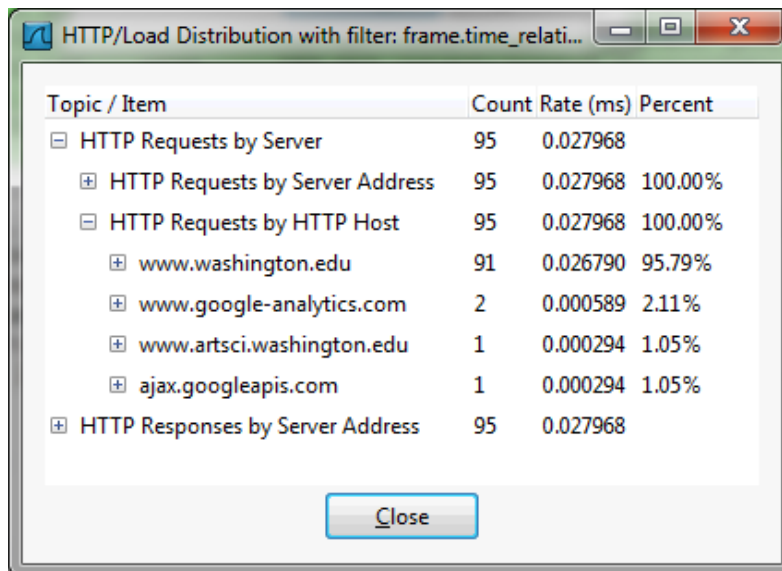 HTTP/Load Distribution with filter: frame.time_relati...
Topic / Item Count Rate (ms) Percent
HTTP Requests by Server 95 0.027968
HTTP Requests by Server Address 95 0.027968 100.00%
HTTP Requests by HTTP Host 95 0.027968 100.00%
www.washington.edu 91 0.026790 95.79%
www.google-analytics.com 2 0.000589 2.11%
www.artsci.washington.edu 1 0.000294 1.05%
ajax.googleapis.com 1 0.000294 1.05%
HTTP Responses by Server Address 95 0.027968
Close